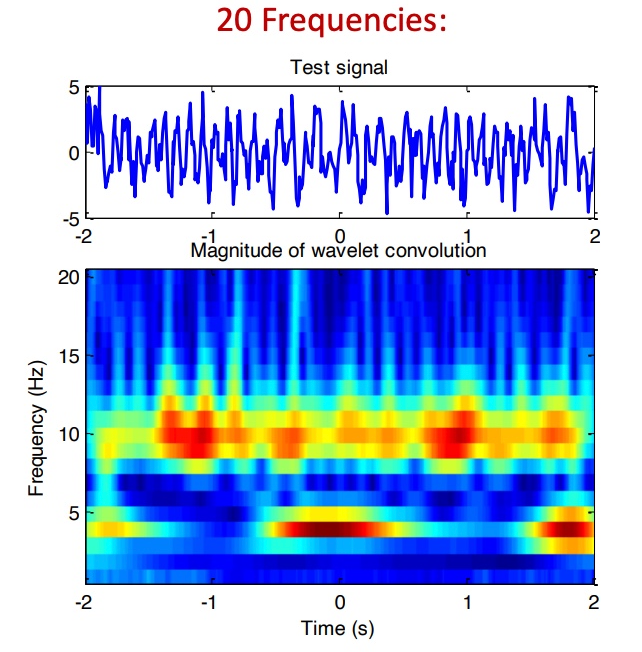 20 Frequencies:
Test signal
5
0
-5
-2 -1 0 1 2
Magnitude of wavelet convolution
20
15
10
5
Frequency (Hz)
-2 -1 0 1 2
Time (s)